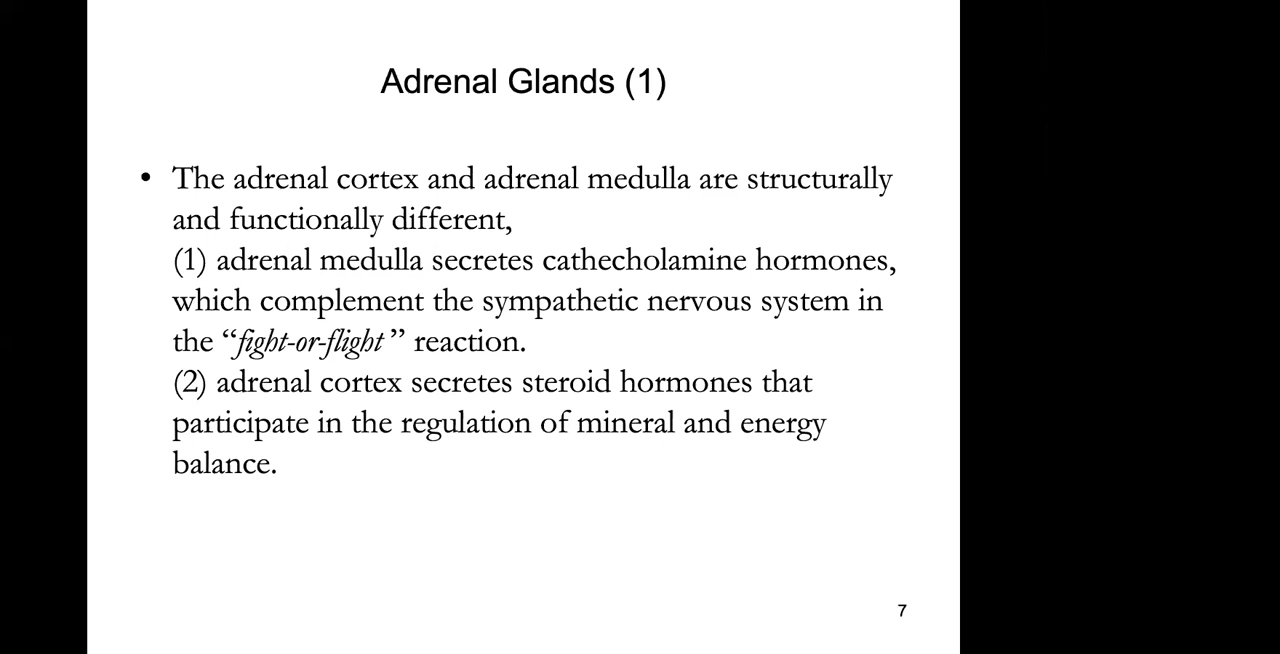 Adrenal Glands (1)
• The adrenal cortex and adrenal medulla are structurally
and functionally different,
(1) adrenal medulla secretes cathecholamine hormones,
which complement the sympathetic nervous system in
the “fight-or-flight ” reaction.
(2) adrenal cortex secretes steroid hormones that
participate in the regulation of mineral and energy
balance.
7